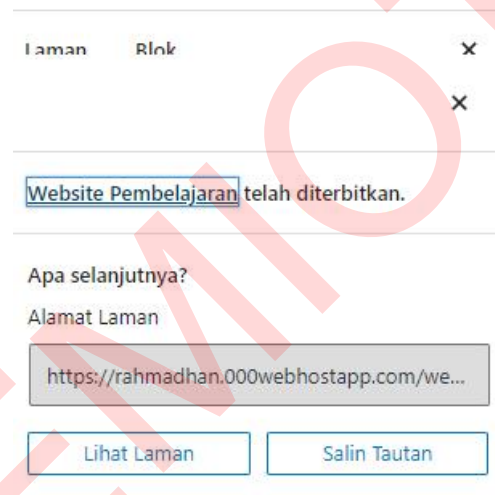 Laman Blok
Website Pembelajaran telah diterbitkan.
Apa selanjutnya?
Alamat Laman
https://rahmadhan.000webhostapp.com/we...
Lihat Laman Salin Tautan